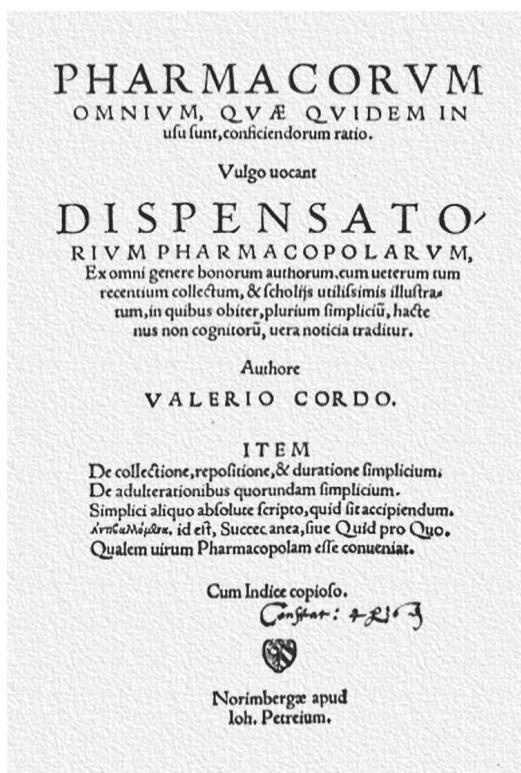 PHARMACORVM
OMNIVM, QVÆ QVIDEM IN
uſu ſunt, conficiendorum ratio.
Vulgo uocant
DISPENSATO-
RIVM PHARMACOPOLARVM,
Ex omni genere bonorum authorum, cum ueterum tum
recentium collectum, & ſcholijs utiliſsimis illuſtra-
tum, in quibus obiter, plurium ſimpliciū, hacte
nus non cognitorū, uera noticia traditur.
Authore
VALERIO CORDO.
ITEM
De collectione, repoſitione, & duratione ſimplicium.
De adulterationibus quorundam ſimplicium.
Simplici aliquo abſolute ſcripto, quid ſit accipiendum.
Ἀντιβαλλόμενα. id eſt, Succedanea, ſiue Quid pro Quo.
Qualem uirum Pharmacopolam eſſe conueniat.
Cum Indice copioſo.
Conſtat:
Norimbergæ apud
Ioh. Petreium.